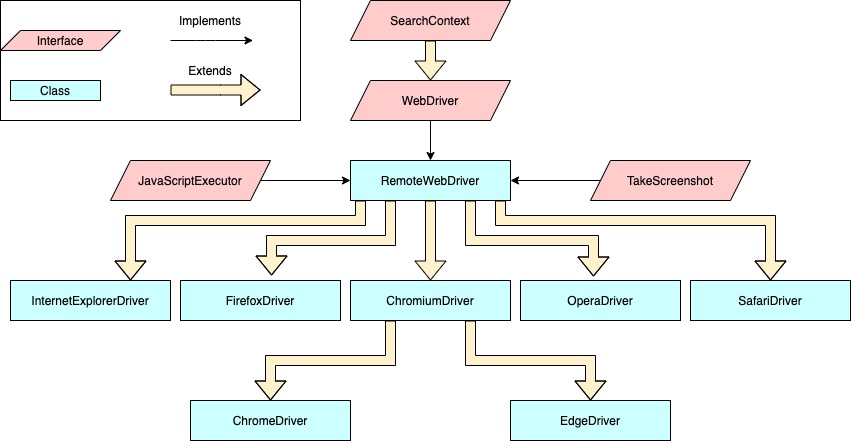 Implements
Interface
Extends
Class
SearchContext
WebDriver
JavaScriptExecutor
RemoteWebDriver
TakeScreenshot
InternetExplorerDriver
FirefoxDriver
ChromiumDriver
OperaDriver
SafariDriver
ChromeDriver
EdgeDriver